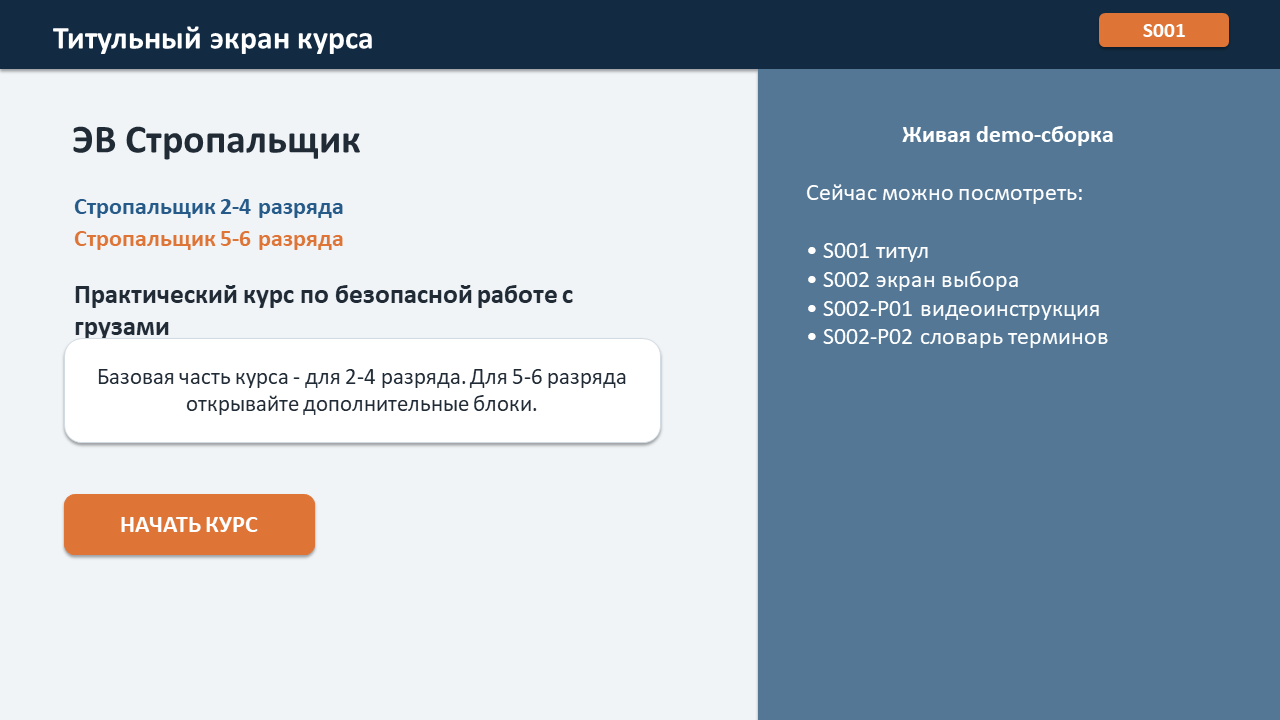 Титульный экран курса
S001
ЭВ Стропальщик
Стропальщик 2-4 разряда
Стропальщик 5-6 разряда
Практический курс по безопасной работе с
грузами
Базовая часть курса - для 2-4 разряда. Для 5-6 разряда
открывайте дополнительные блоки.
НАЧАТЬ КУРС
Живая demo-сборка
Сейчас можно посмотреть:
• S001 титул
• S002 экран выбора
• S002-P01 видеоинструкция
• S002-P02 словарь терминов